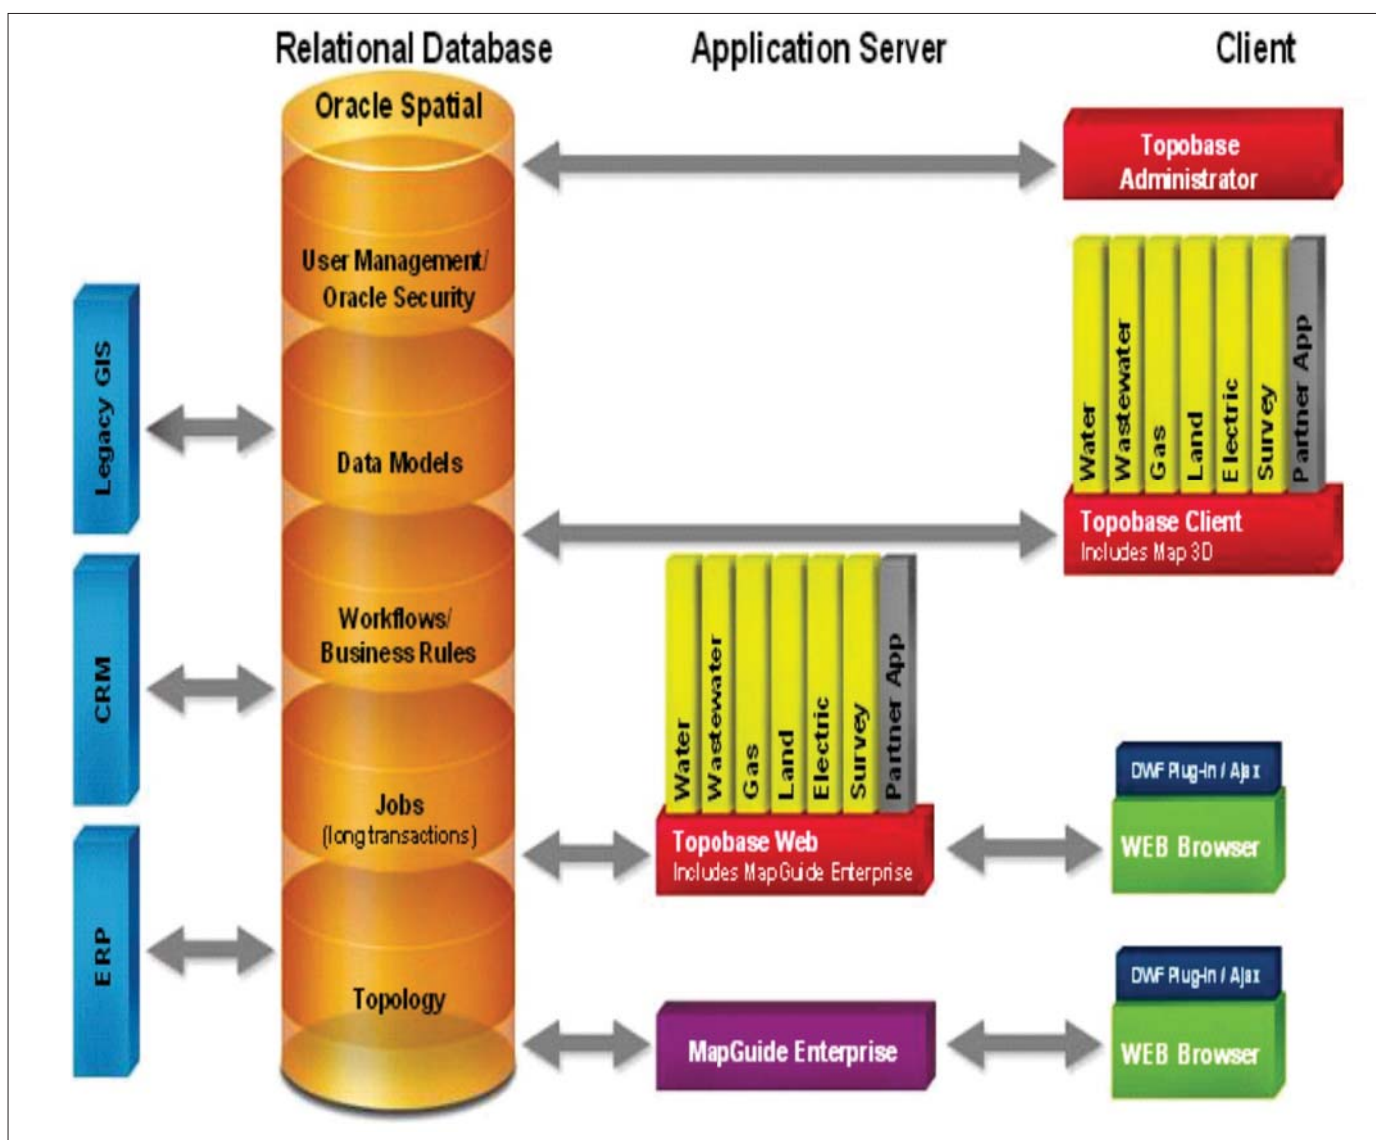 Relational Database
Application Server
Client
Oracle Spatial
User Management/
Oracle Security
Data Models
Workflows/
Business Rules
Jobs
(long transactions)
Topology
Legacy GIS
CRM
ERP
Topobase
Administrator
Water
Wastewater
Gas
Land
Electric
Survey
Partner App
Topobase Client
Includes Map 3D
Water
Wastewater
Gas
Land
Electric
Survey
Partner App
Topobase Web
Includes MapGuide Enterprise
DWF Plug-in / Ajax
WEB Browser
MapGuide Enterprise
DWF Plug-in / Ajax
WEB Browser